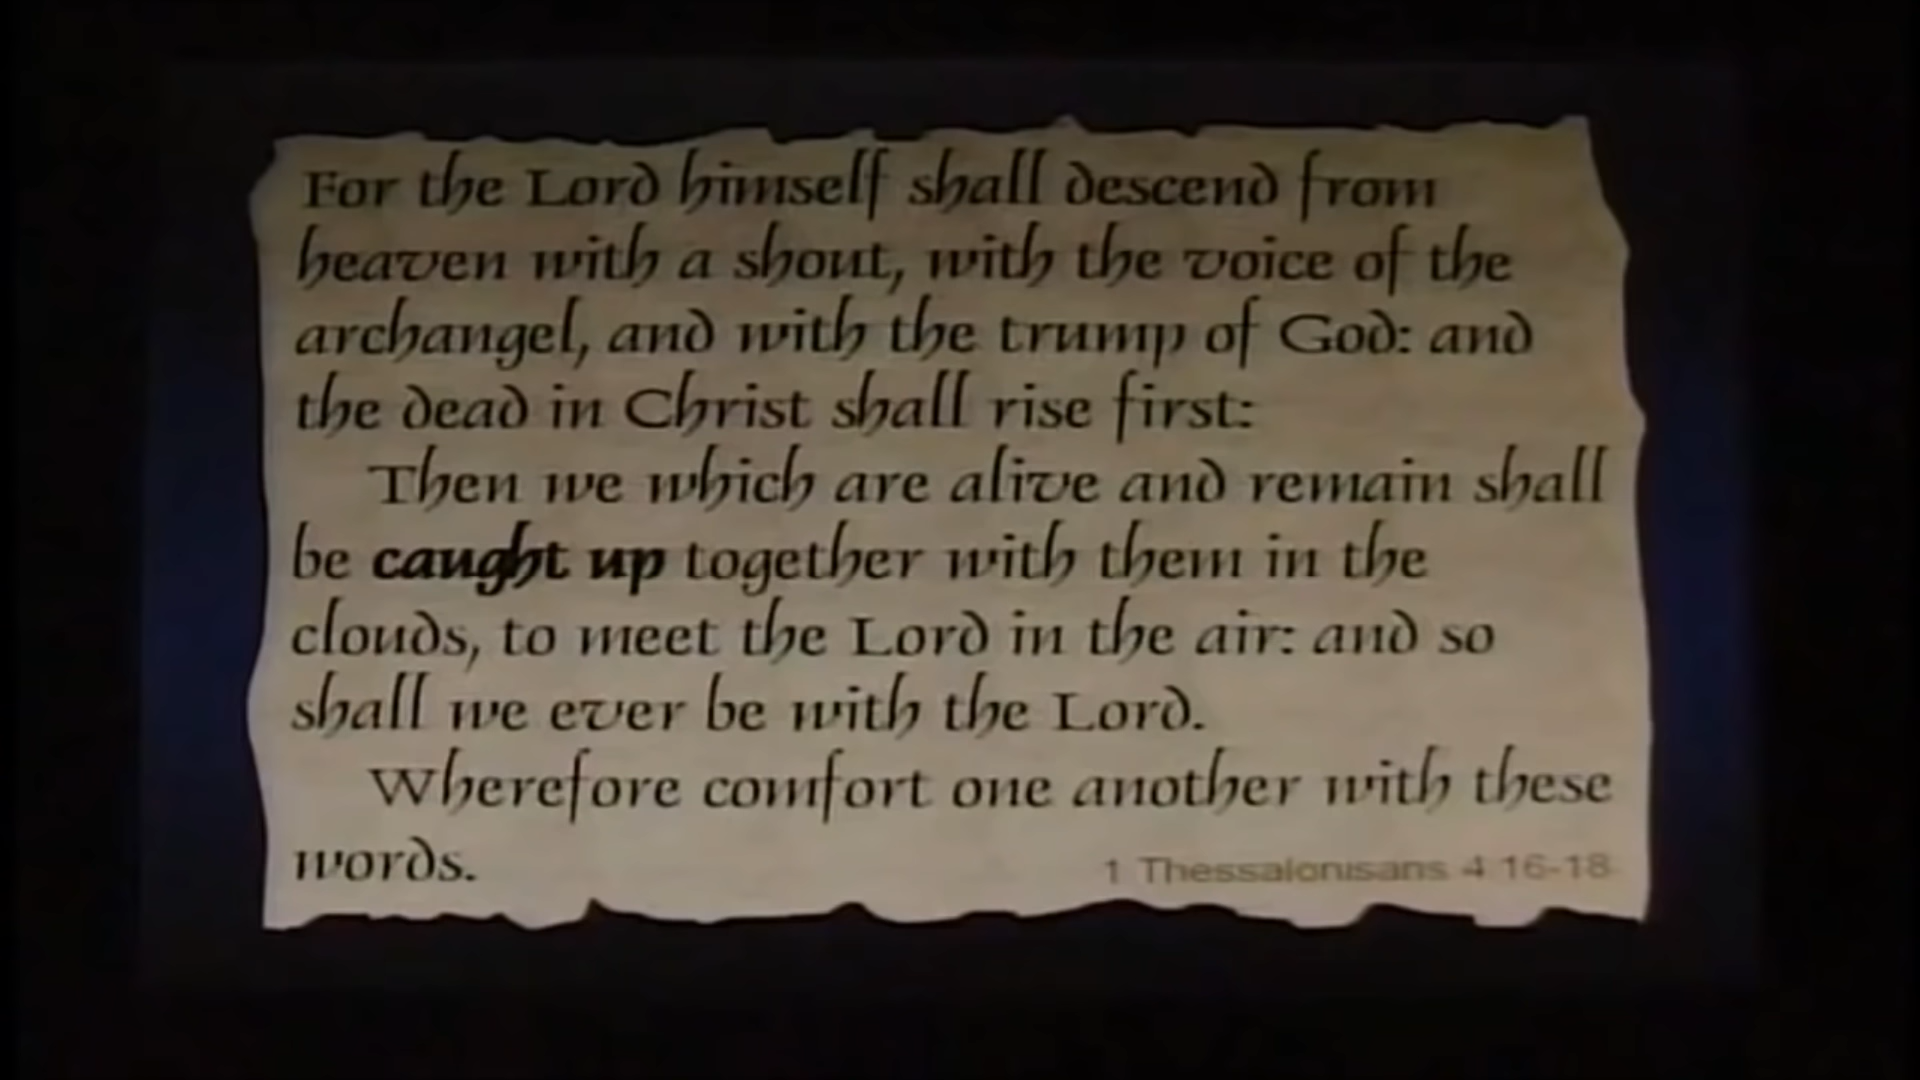 For the Lord himself shall descend from
heaven with a shout, with the voice of the
archangel, and with the trump of God: and
the dead in Christ shall rise first:
Then we which are alive and remain shall
be caught up together with them in the
clouds, to meet the Lord in the air: and so
shall we ever be with the Lord.
Wherefore comfort one another with these
words.
1 Thessalonisans 4:16-18